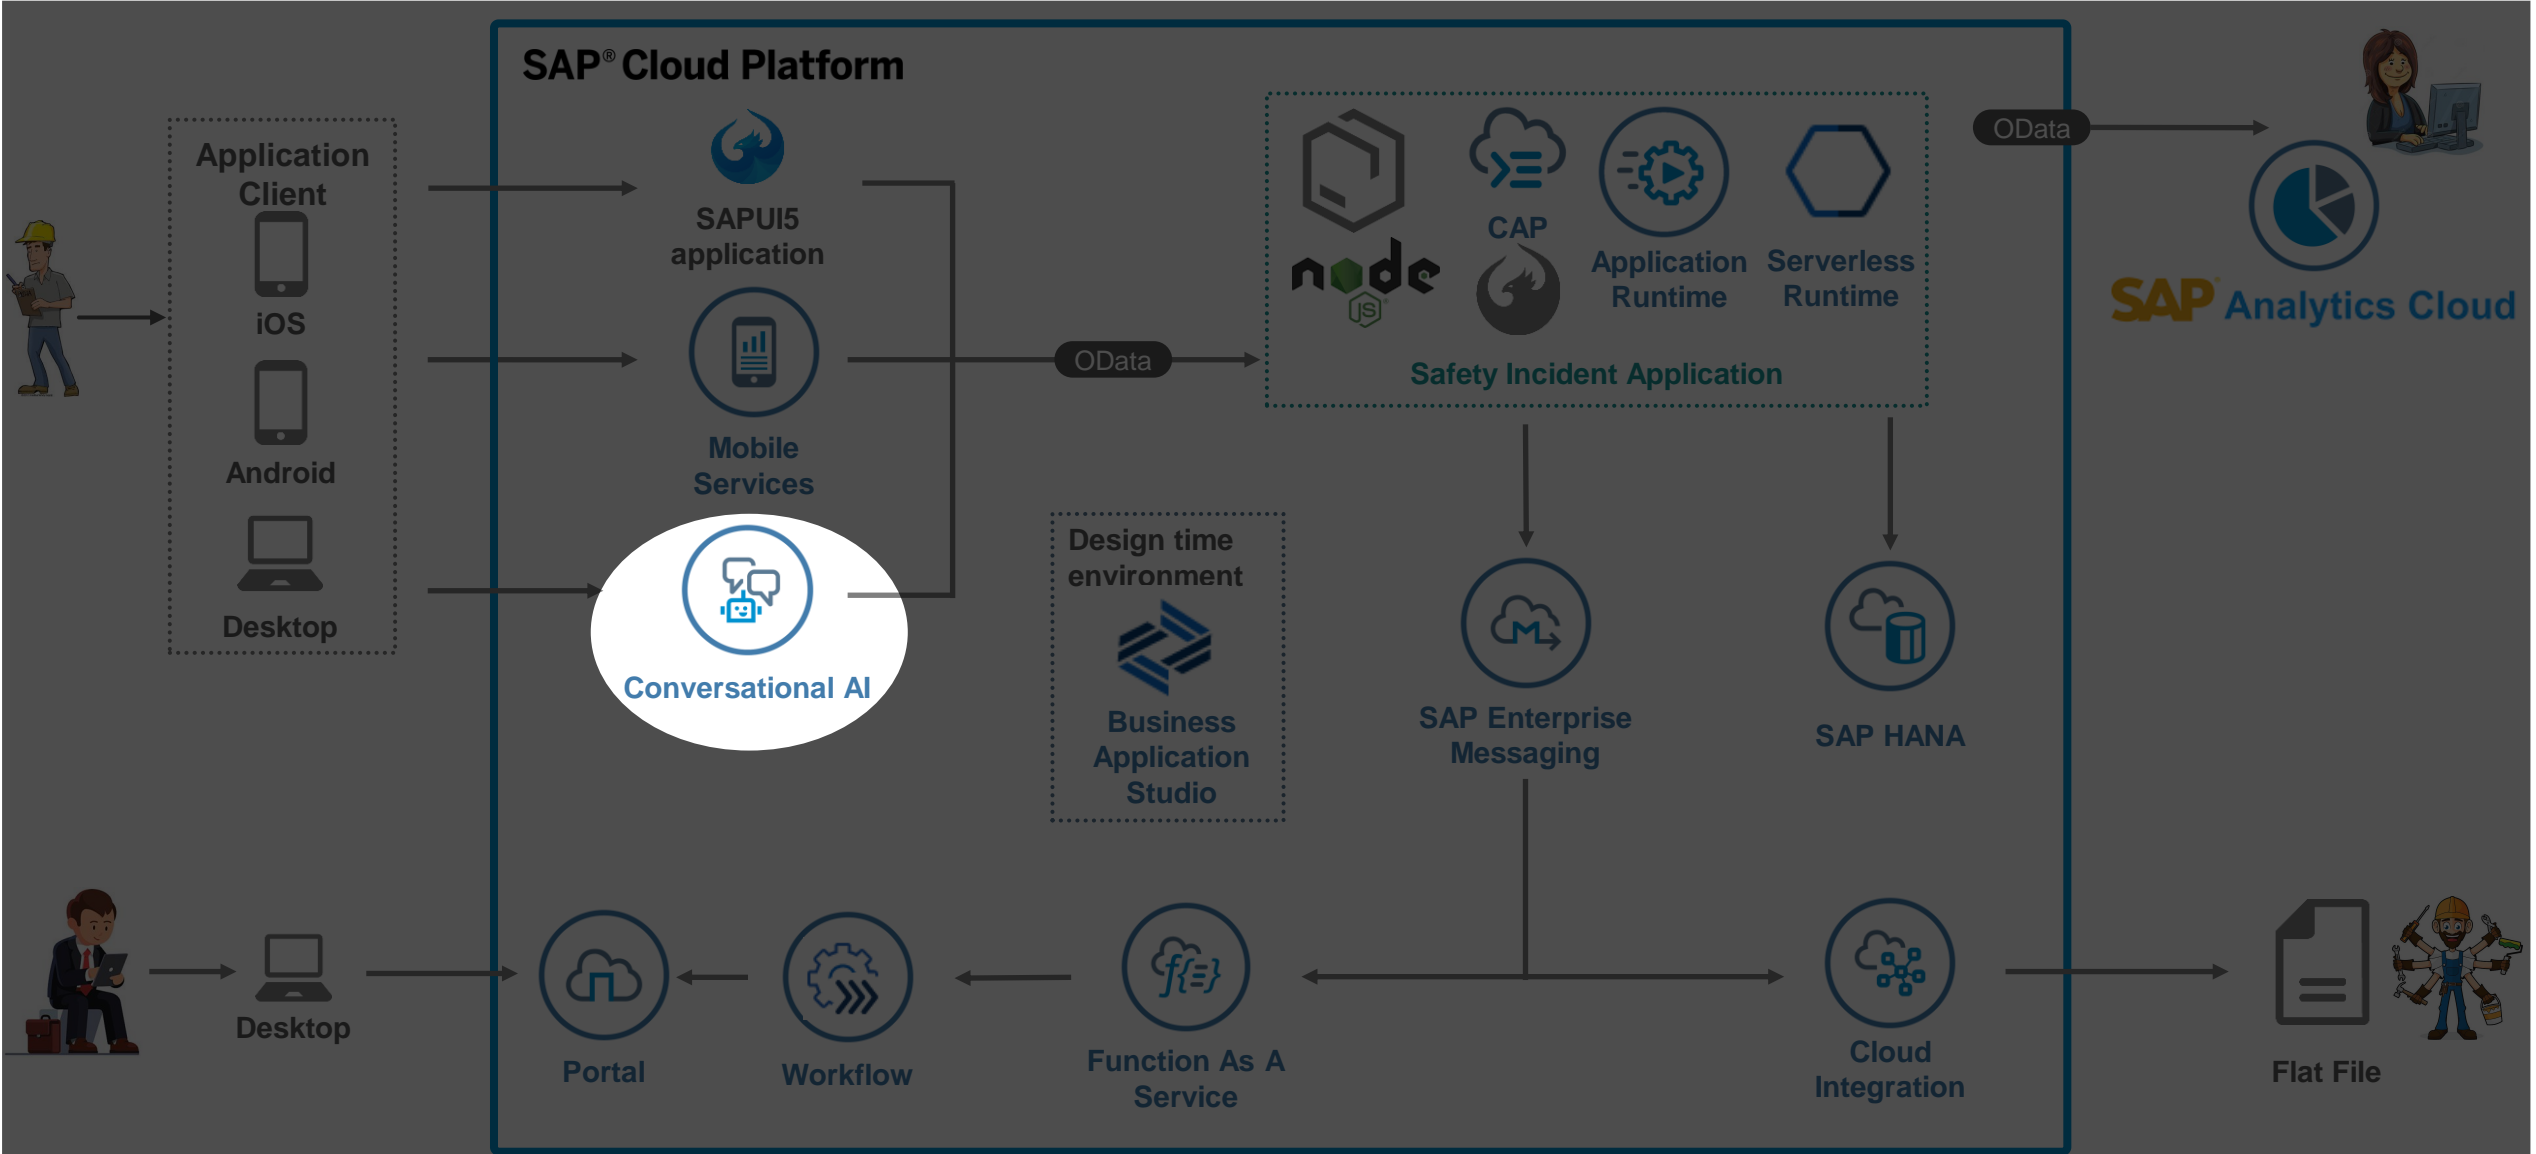 SAP® Cloud Platform
Application
Client
iOS
Android
Desktop
SAPUI5
application
Mobile
Services
Conversational AI
OData
node
JS
CAP
Application
Runtime
Serverless
Runtime
Safety Incident Application
OData
SAP Analytics Cloud
Design time
environment
Business
Application
Studio
SAP Enterprise
Messaging
SAP HANA
Desktop
Portal
Workflow
f{=}
Function As A
Service
Cloud
Integration
Flat File